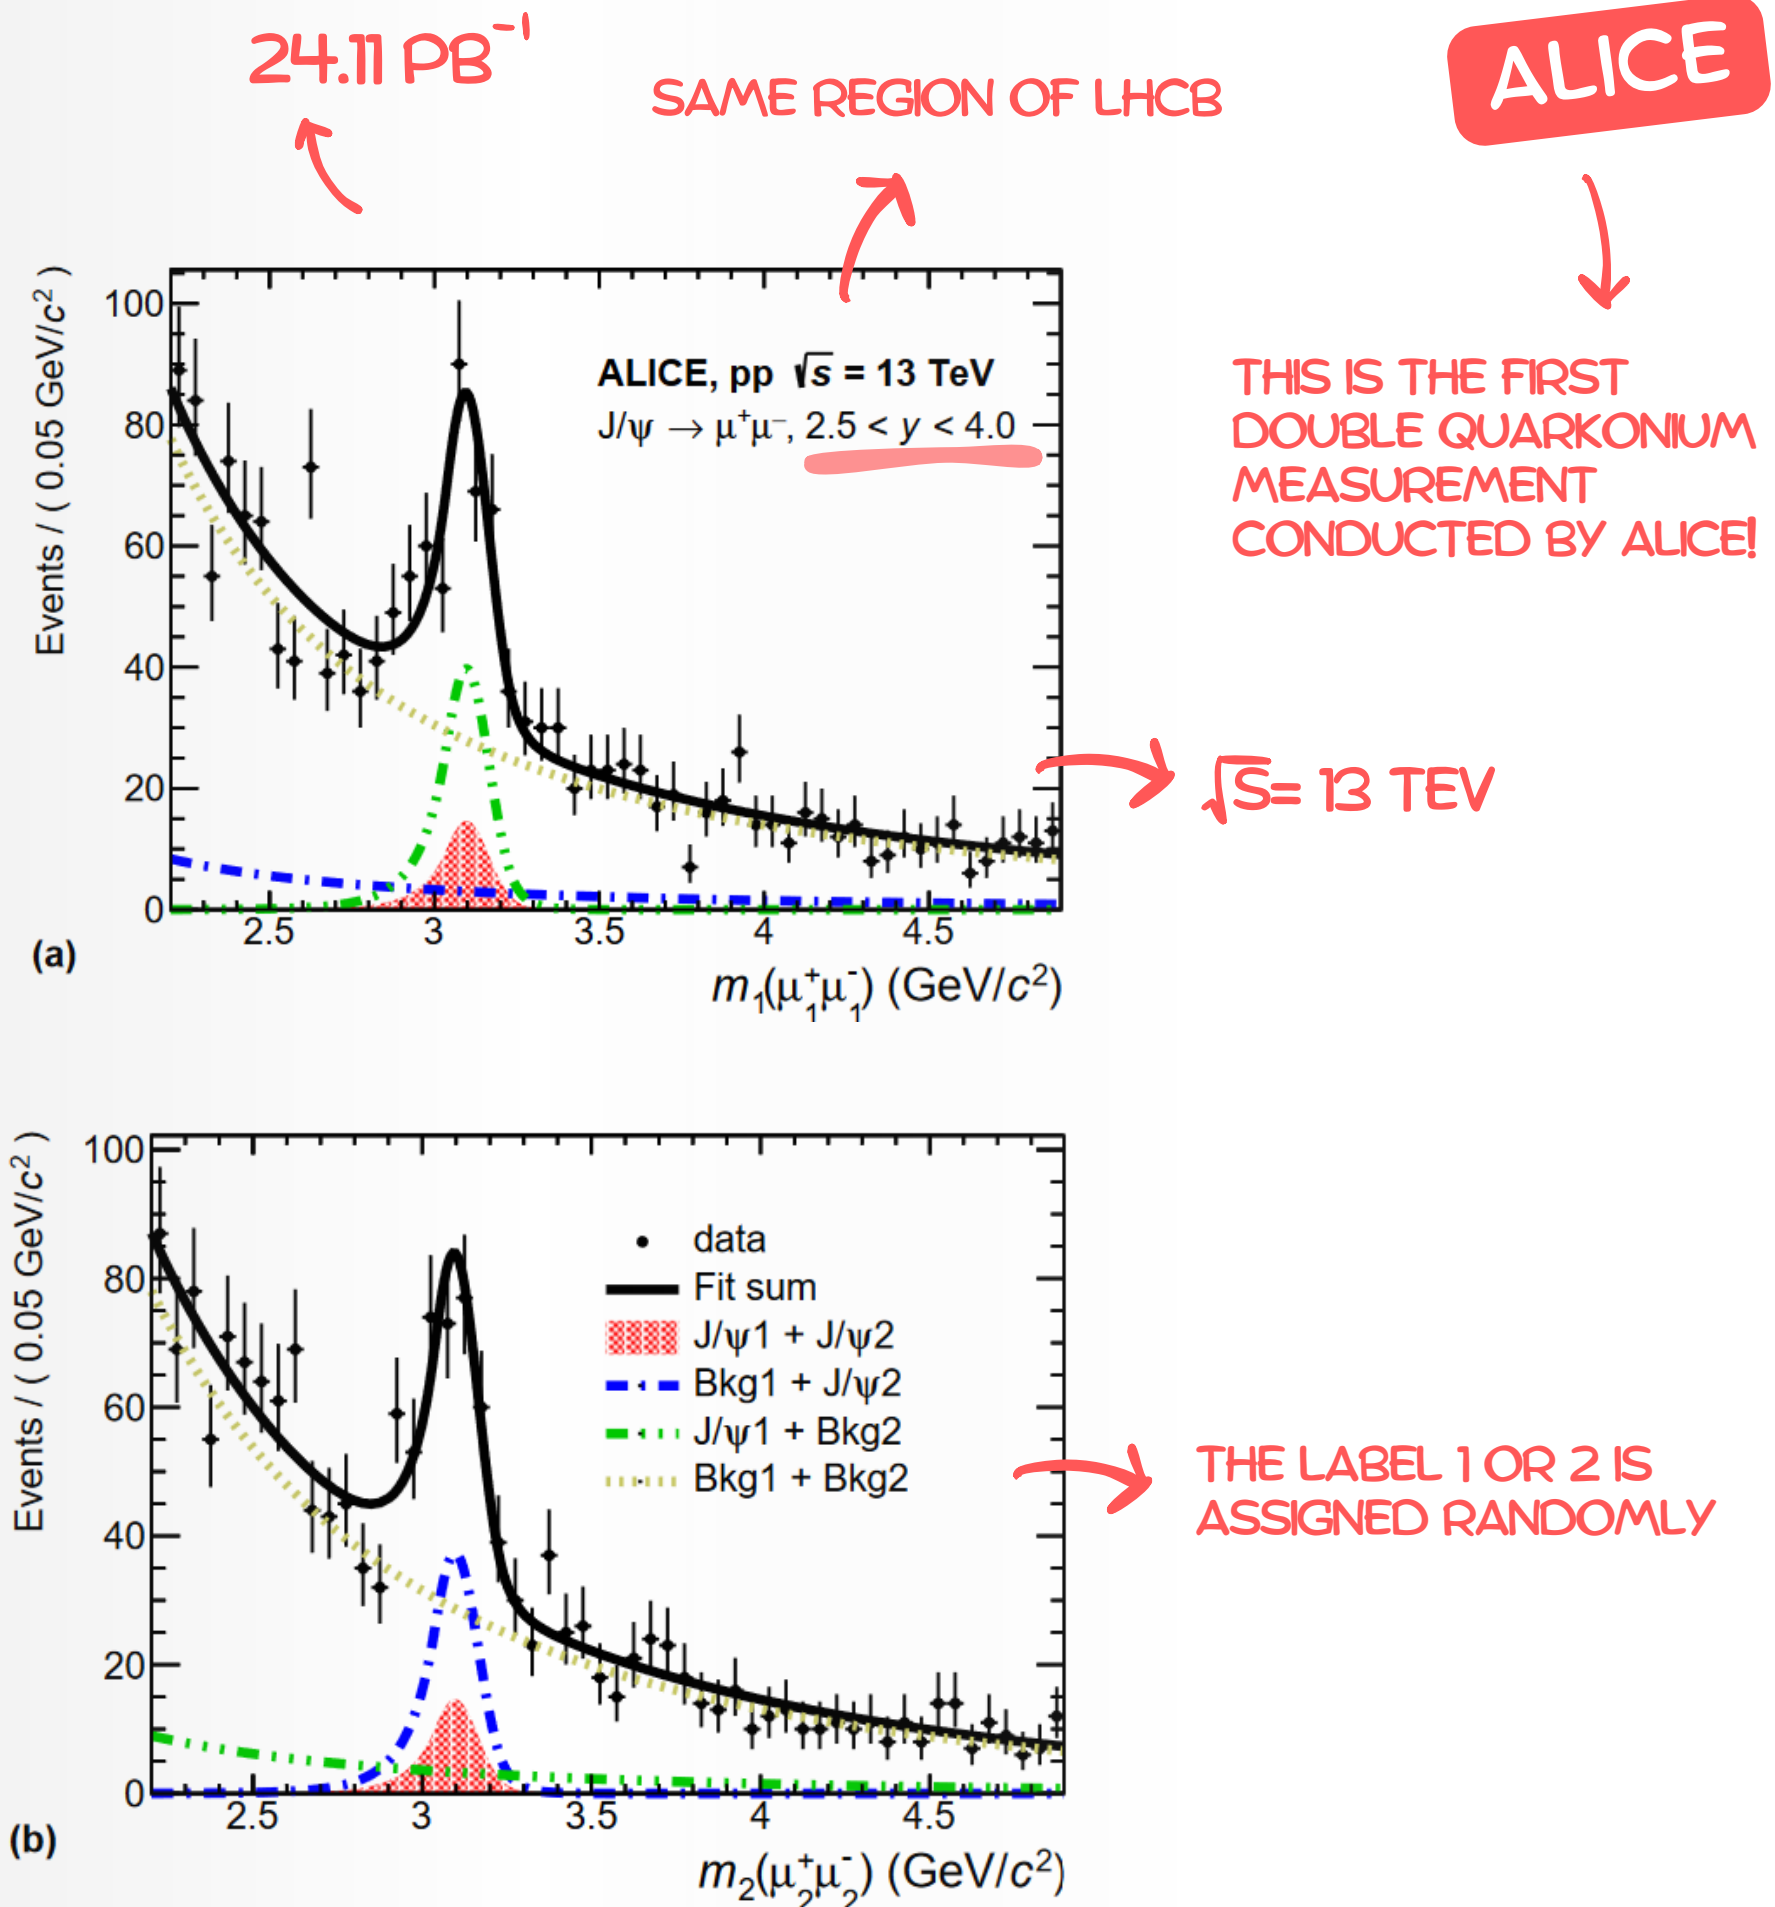 24.11 PB⁻¹
SAME REGION OF LHCB
ALICE
THIS IS THE FIRST
DOUBLE QUARKONIUM
MEASUREMENT
CONDUCTED BY ALICE!
Events / ( 0.05 GeV/c² )
100
80
60
40
20
0
ALICE, pp √s = 13 TeV
J/ψ → μ⁺μ⁻, 2.5 < y < 4.0
√S= 13 TEV
2.5 3 3.5 4 4.5
(a)
m₁(μ₁⁺μ₁⁻) (GeV/c²)
Events / ( 0.05 GeV/c² )
100
80
60
40
20
0
data
Fit sum
J/ψ1 + J/ψ2
Bkg1 + J/ψ2
J/ψ1 + Bkg2
Bkg1 + Bkg2
THE LABEL 1 OR 2 IS
ASSIGNED RANDOMLY
2.5 3 3.5 4 4.5
(b)
m₂(μ₂⁺μ₂⁻) (GeV/c²)